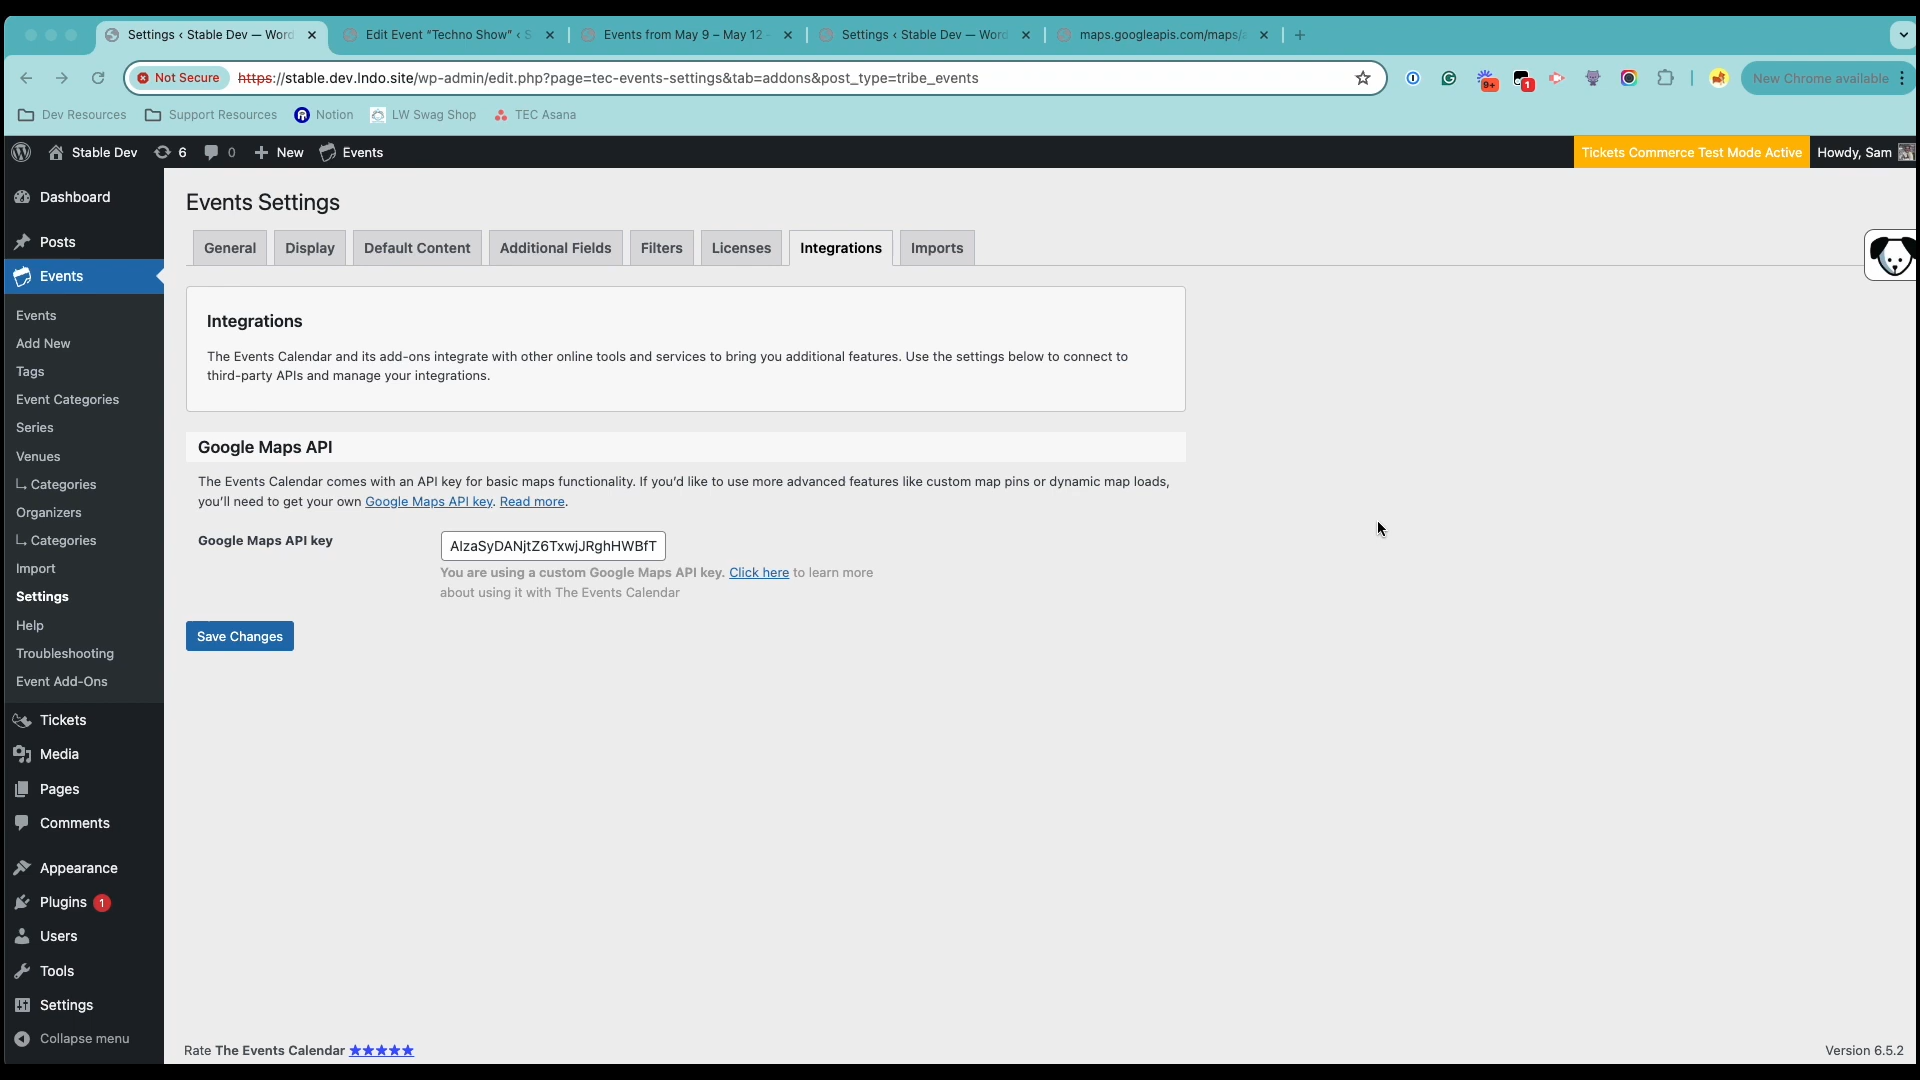 Settings ‹ Stable Dev — Word
Edit Event “Techno Show” ‹ S
Events from May 9 – May 12 -
Settings ‹ Stable Dev — Word
maps.googleapis.com/maps/a
Not Secure
https://stable.dev.lndo.site/wp-admin/edit.php?page=tec-events-settings&tab=addons&post_type=tribe_events
9+
1
New Chrome available
Dev Resources
Support Resources
Notion
LW Swag Shop
TEC Asana
Stable Dev
6
0
New
Events
Tickets Commerce Test Mode Active
Howdy, Sam
Dashboard
Posts
Events
Events
Add New
Tags
Event Categories
Series
Venues
Categories
Organizers
Categories
Import
Settings
Help
Troubleshooting
Event Add-Ons
Tickets
Media
Pages
Comments
Appearance
Plugins 1
Users
Tools
Settings
Collapse menu
Events Settings
General
Display
Default Content
Additional Fields
Filters
Licenses
Integrations
Imports
Integrations
The Events Calendar and its add-ons integrate with other online tools and services to bring you additional features. Use the settings below to connect to
third-party APIs and manage your integrations.
Google Maps API
The Events Calendar comes with an API key for basic maps functionality. If you’d like to use more advanced features like custom map pins or dynamic map loads,
you’ll need to get your own Google Maps API key. Read more.
Google Maps API key
AIzaSyDANjtZ6TxwjJRghHWBfT
You are using a custom Google Maps API key. Click here to learn more
about using it with The Events Calendar
Save Changes
Rate The Events Calendar ★★★★★
Version 6.5.2